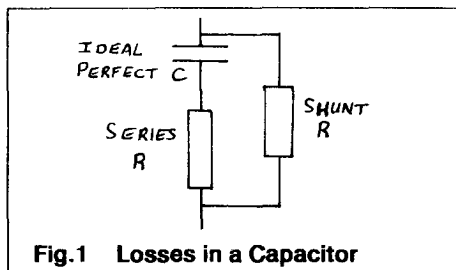 IDEAL
PERFECT C
SERIES
R
SHUNT
R
Fig.1 Losses in a Capacitor